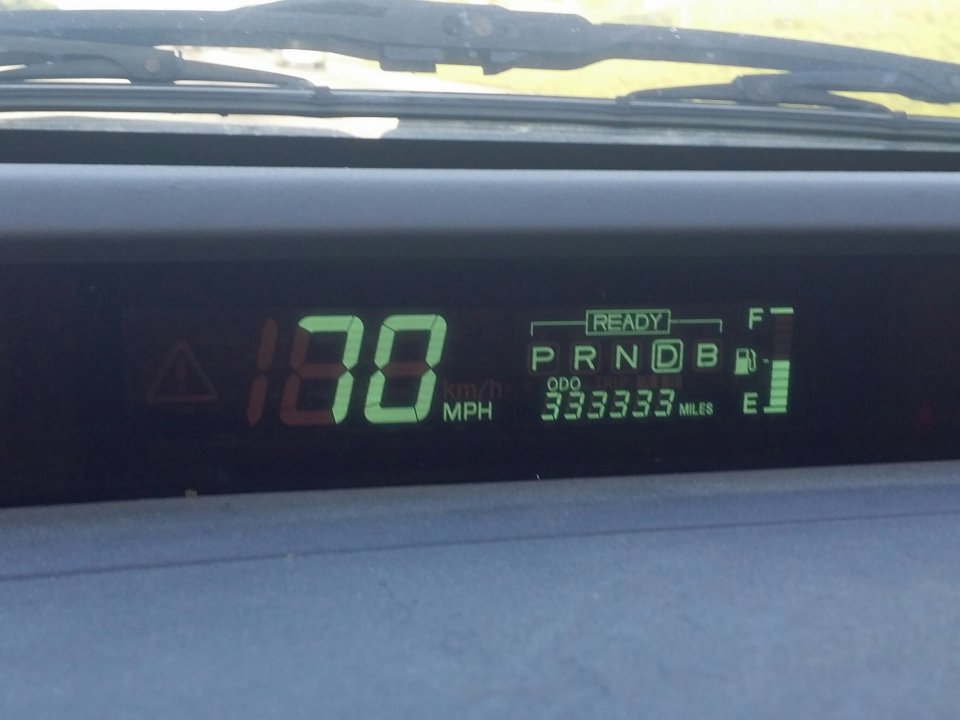 70 MPH
km/h
READY
P R N D B
ODO
333333 MILES
F
E